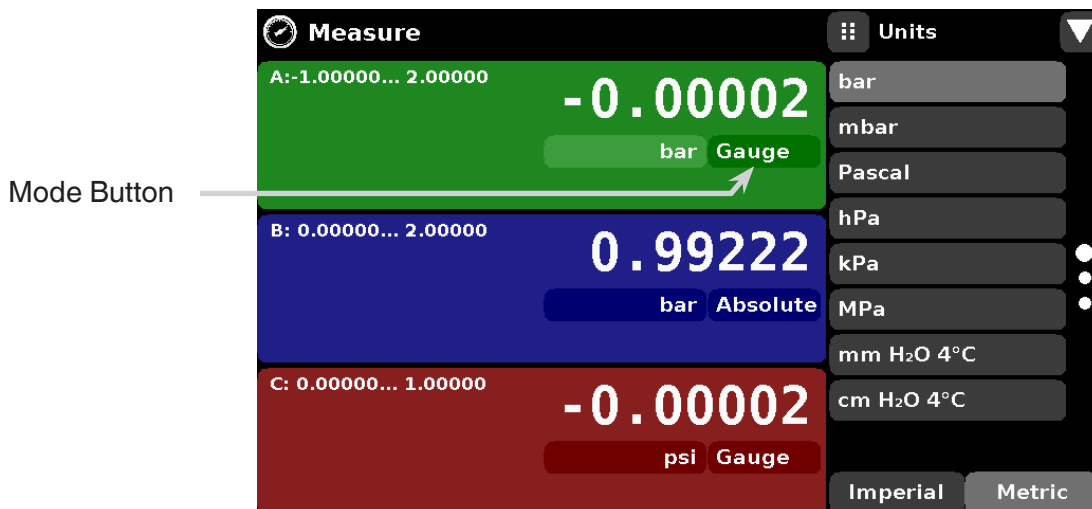 Measure
A:-1.00000... 2.00000
-0.00002
bar Gauge
Mode Button
B: 0.00000... 2.00000
0.99222
bar Absolute
C: 0.00000... 1.00000
-0.00002
psi Gauge
Units
bar
mbar
Pascal
hPa
kPa
MPa
mm H₂O 4°C
cm H₂O 4°C
Imperial Metric